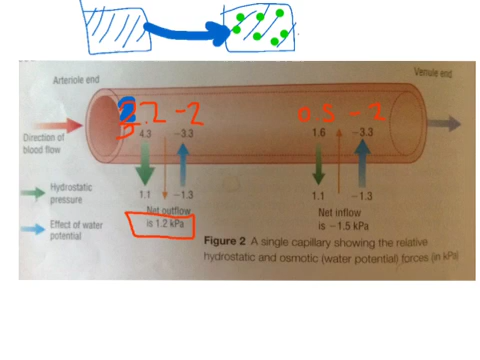 Arteriole end
Venule end
3.2 -2
0.5 -2
4.3 -3.3
1.6 -3.3
Direction of
blood flow
Hydrostatic
pressure
1.1 -1.3
1.1 -1.3
Effect of water
potential
Net outflow
is 1.2 kPa
Net inflow
is -1.5 kPa
Figure 2 A single capillary showing the relative
hydrostatic and osmotic (water potential) forces (in kPa)